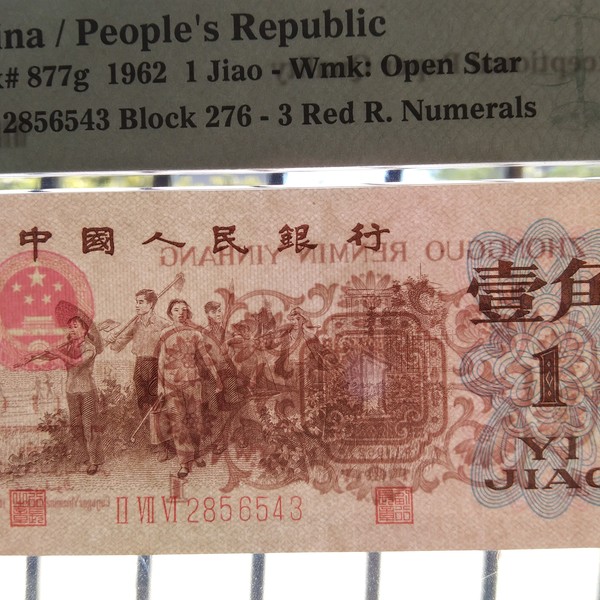 ina / People's Republic
k# 877g 1962 1 Jiao - Wmk: Open Star
2856543 Block 276 - 3 Red R. Numerals
中國人民銀行
ZHONGGUO RENMIN YINHANG
壹角
1
YI
JIAO
II VII VI 2856543